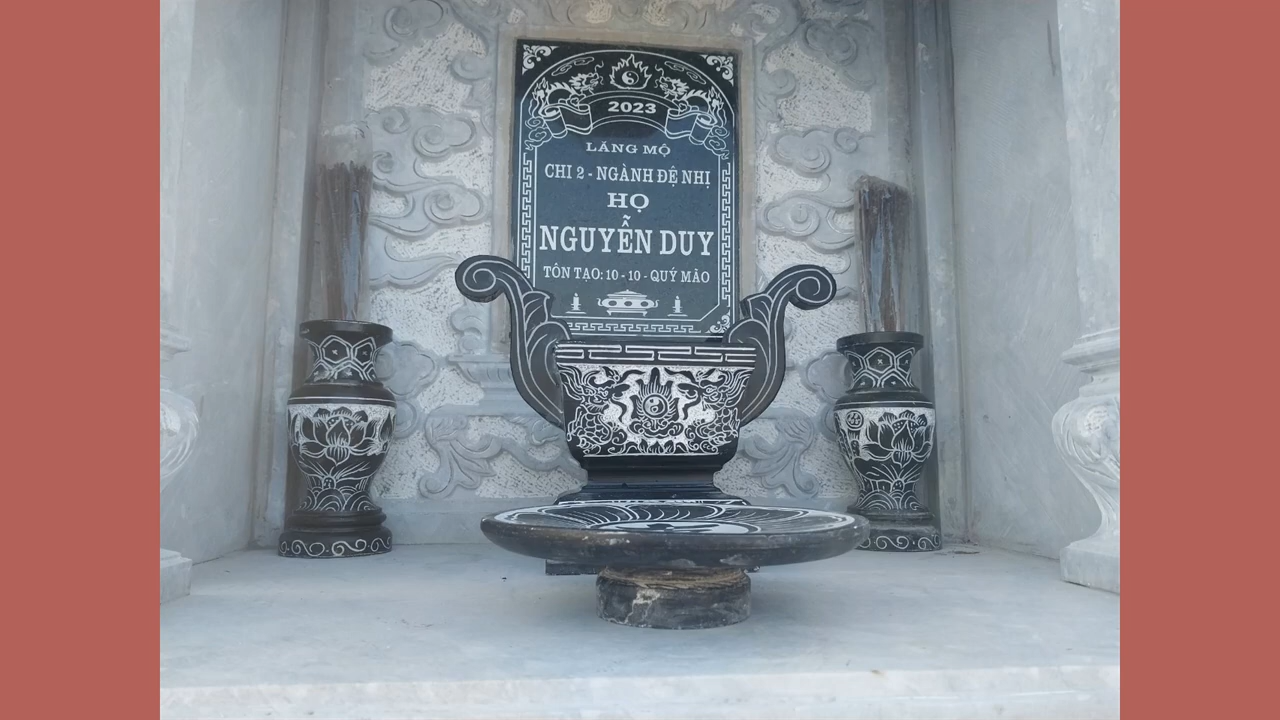 2023
LĂNG MỘ
CHI 2 - NGÀNH ĐỆ NHỊ
HỌ
NGUYỄN DUY
TÔN TẠO: 10 - 10 - QUÝ MÃO